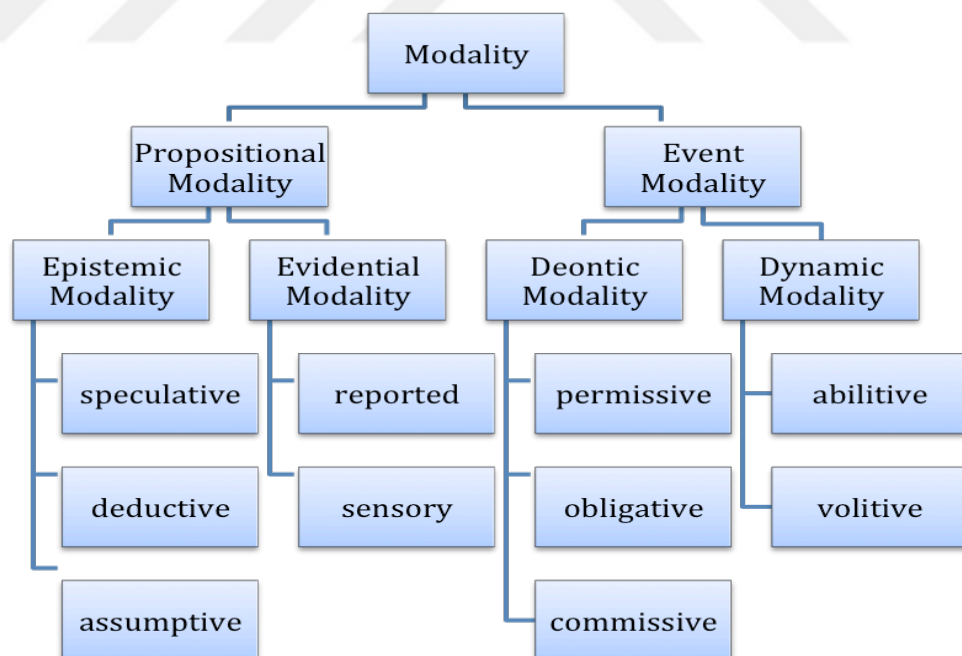 Modality
Propositional
Modality
Event
Modality
Epistemic
Modality
Evidential
Modality
Deontic
Modality
Dynamic
Modality
speculative
reported
permissive
abilitive
deductive
sensory
obligative
volitive
assumptive
commissive